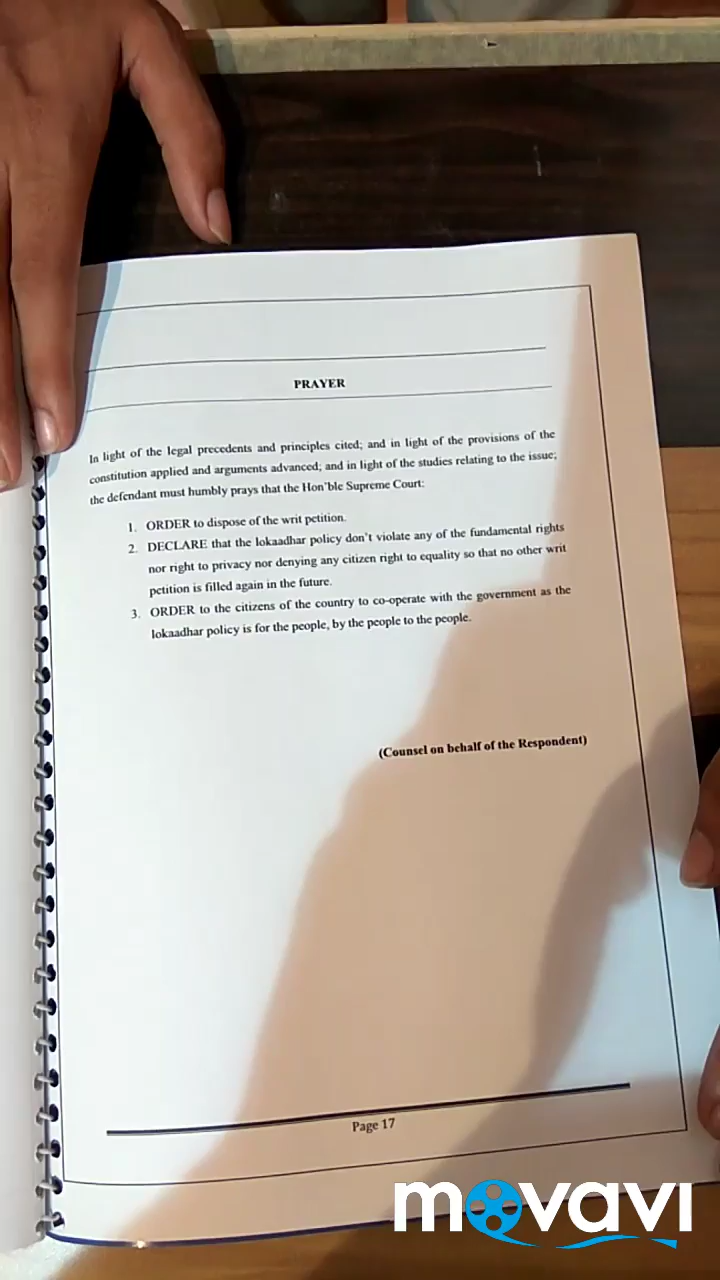 PRAYER
In light of the legal precedents and principles cited; and in light of the provisions of the
constitution applied and arguments advanced; and in light of the studies relating to the issue;
the defendant must humbly prays that the Hon'ble Supreme Court:
1. ORDER to dispose of the writ petition.
2. DECLARE that the lokaadhar policy don't violate any of the fundamental rights
nor right to privacy nor denying any citizen right to equality so that no other writ
petition is filled again in the future.
3. ORDER to the citizens of the country to co-operate with the government as the
lokaadhar policy is for the people, by the people to the people.
(Counsel on behalf of the Respondent)
Page 17
movavi